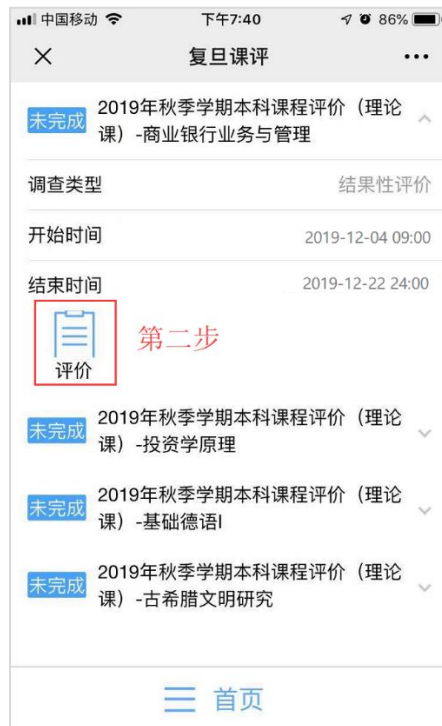 中国移动 下午7:40 86%
复旦课评
未完成 2019年秋季学期本科课程评价（理论
课）-商业银行业务与管理
调查类型 结果性评价
开始时间 2019-12-04 09:00
结束时间 2019-12-22 24:00
第二步
评价
未完成 2019年秋季学期本科课程评价（理论
课）-投资学原理
未完成 2019年秋季学期本科课程评价（理论
课）-基础德语I
未完成 2019年秋季学期本科课程评价（理论
课）-古希腊文明研究
首页